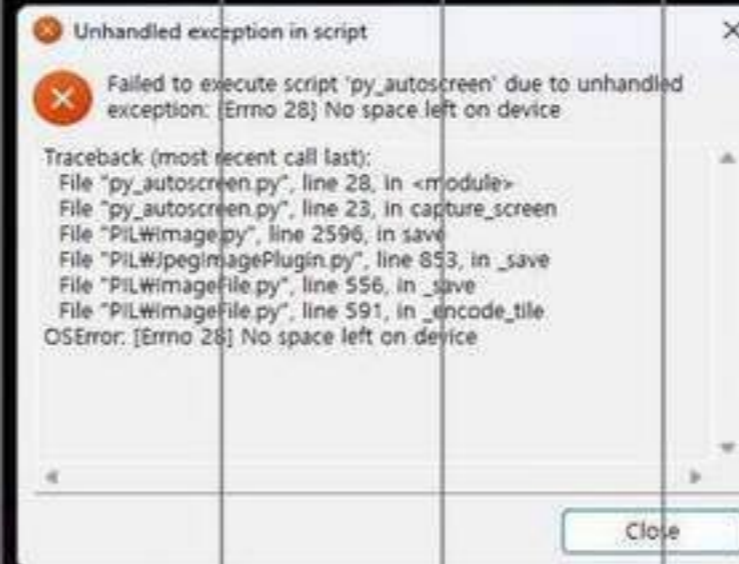 Unhandled exception in script
Failed to execute script 'py_autoscreen' due to unhandled
exception: [Errno 28] No space left on device
Traceback (most recent call last):
File "py_autoscreen.py", line 28, in <module>
File "py_autoscreen.py", line 23, in capture_screen
File "PIL₩Image.py", line 2596, in save
File "PIL₩JpegImagePlugin.py", line 853, in _save
File "PIL₩ImageFile.py", line 556, in _save
File "PIL₩ImageFile.py", line 591, in _encode_tile
OSError: [Errno 28] No space left on device
Close